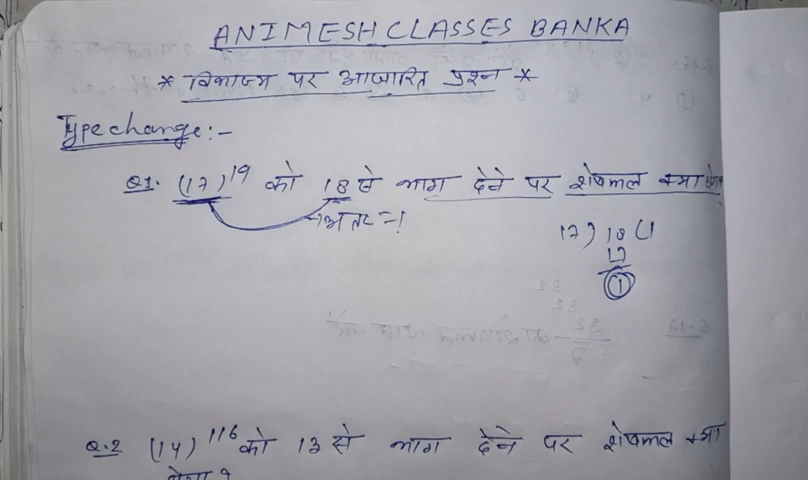 ANIMESH CLASSES BANKA
* विभाज्य पर आधारित प्रश्न *
Type change:-
Q1. (17)^19 को 18 से भाग देने पर शेषफल क्या होगा
→ अंतर = 1
17) 18 (1
17
1
Q.2 (14)^116 को 13 से भाग देने पर शेषफल क्या
होगा ?